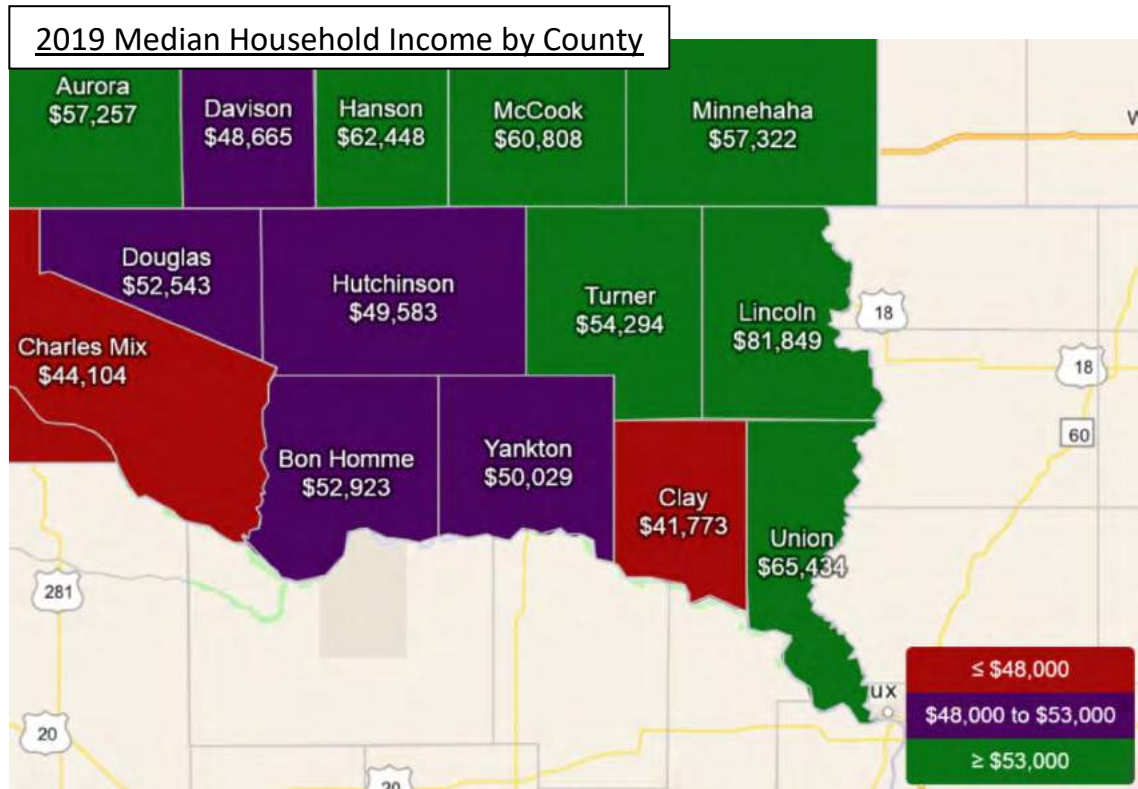 2019 Median Household Income by County
Aurora
$57,257
Davison
$48,665
Hanson
$62,448
McCook
$60,808
Minnehaha
$57,322
W
Douglas
$52,543
Hutchinson
$49,583
Turner
$54,294
Lincoln
$81,849
18
Charles Mix
$44,104
18
60
Bon Homme
$52,923
Yankton
$50,029
Clay
$41,773
Union
$65,434
281
ux
20
20
≤ $48,000
$48,000 to $53,000
≥ $53,000